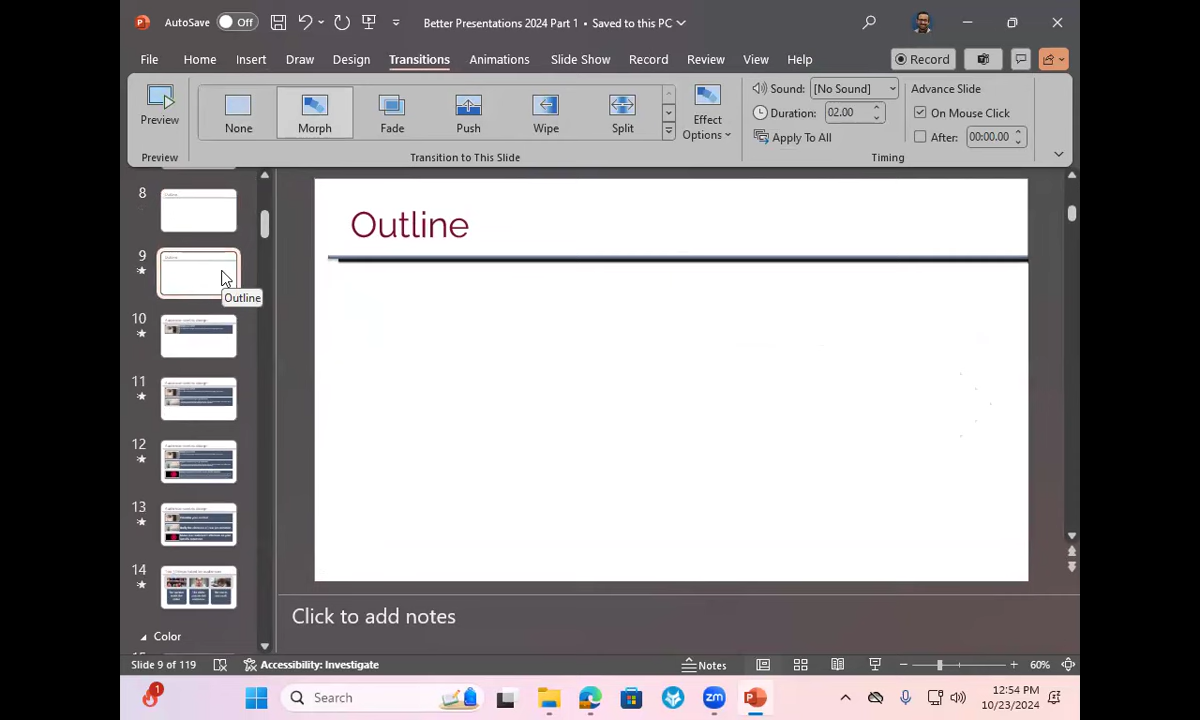 AutoSave Off Better Presentations 2024 Part 1 • Saved to this PC
File Home Insert Draw Design Transitions Animations Slide Show Record Review View Help Record
Preview None Morph Fade Push Wipe Split Effect Options
Sound: [No Sound] Advance Slide
Duration: 02.00 On Mouse Click
Apply To All After: 00:00.00
Preview Transition to This Slide Timing
8
9
Outline
10
11
12
13
14
Color
Outline
Click to add notes
Slide 9 of 119 Accessibility: Investigate Notes 60%
1 Search zm 12:54 PM
10/23/2024